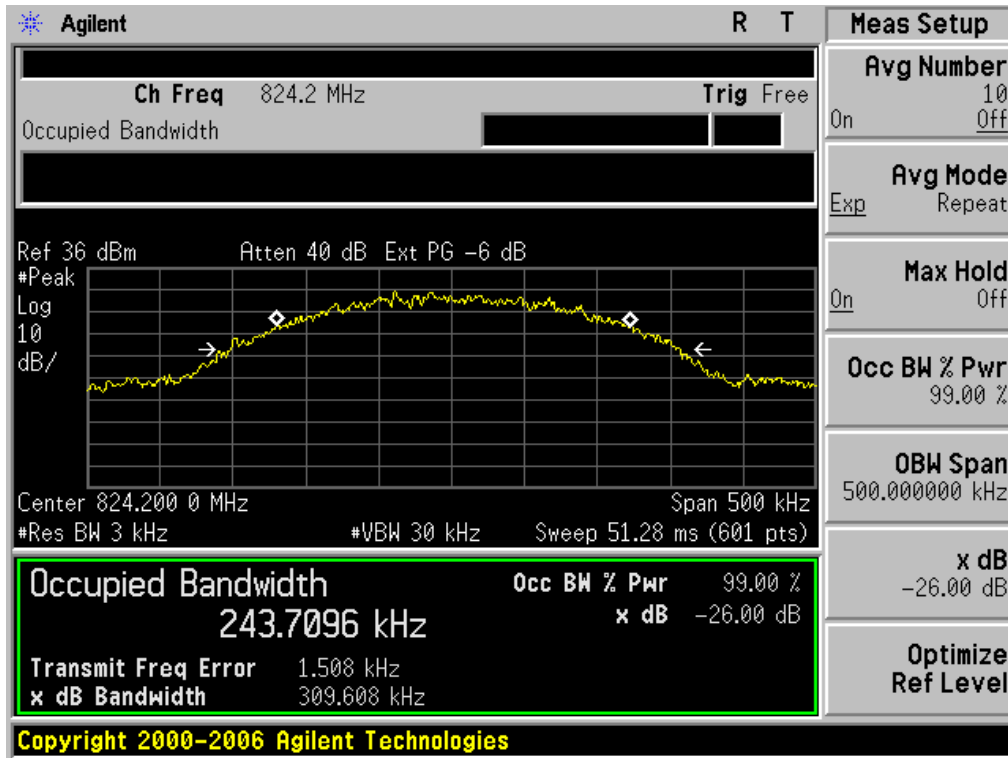 Agilent R T
Ch Freq 824.2 MHz Trig Free
Occupied Bandwidth
Ref 36 dBm Atten 40 dB Ext PG -6 dB
#Peak
Log
10
dB/
Center 824.200 0 MHz Span 500 kHz
#Res BW 3 kHz #VBW 30 kHz Sweep 51.28 ms (601 pts)
Occupied Bandwidth
243.7096 kHz
Occ BW % Pwr 99.00 %
x dB -26.00 dB
Transmit Freq Error 1.508 kHz
x dB Bandwidth 309.608 kHz
Copyright 2000-2006 Agilent Technologies
Meas Setup
Avg Number
10
On Off
Avg Mode
Exp Repeat
Max Hold
On Off
Occ BW % Pwr
99.00 %
OBW Span
500.000000 kHz
x dB
-26.00 dB
Optimize
Ref Level